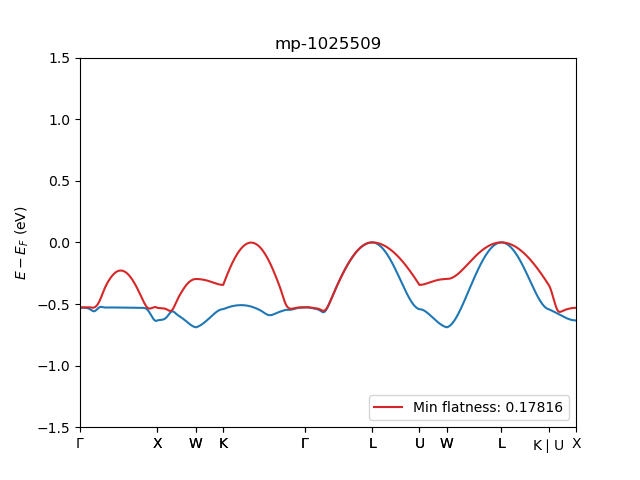 mp-1025509
1.5
1.0
0.5
0.0
−0.5
−1.0
−1.5
E − E_F (eV)
Min flatness: 0.17816
Γ X W K Γ L U W L K | U X